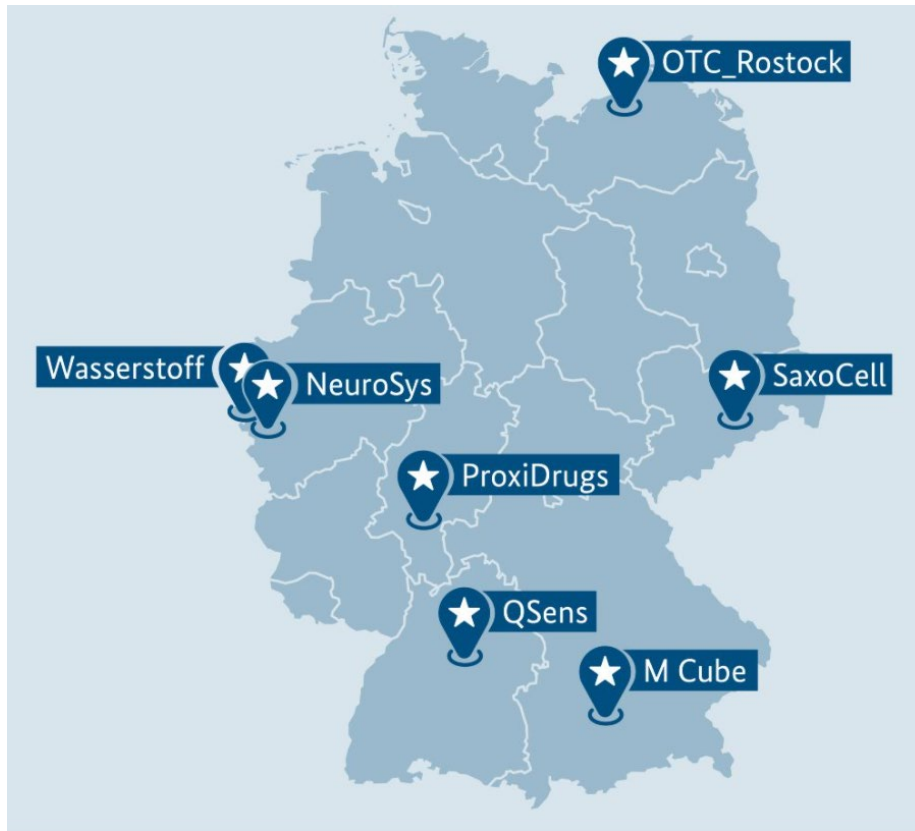 OTC_Rostock
Wasserstoff
NeuroSys
SaxoCell
ProxiDrugs
QSens
M Cube